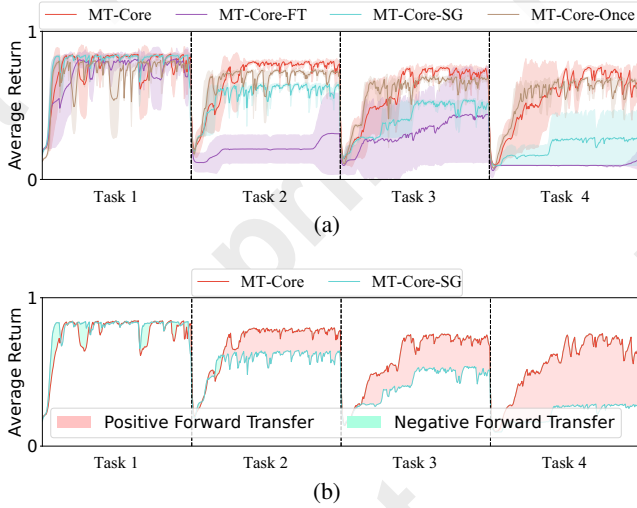 MT-Core MT-Core-FT MT-Core-SG MT-Core-Once
1
Average Return
0
Task 1 Task 2 Task 3 Task 4
(a)
MT-Core MT-Core-SG
1
Average Return
Positive Forward Transfer Negative Forward Transfer
0
Task 1 Task 2 Task 3 Task 4
(b)